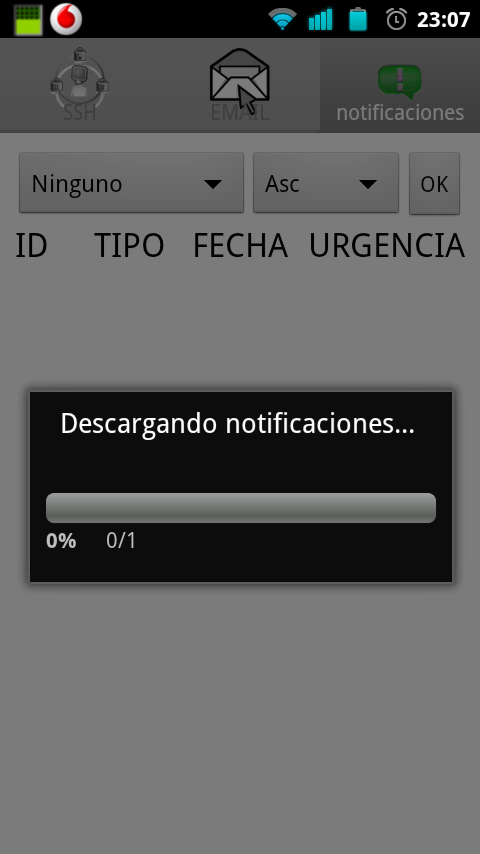 23:07
SSH
EMAIL
notificaciones
Ninguno
Asc
OK
ID TIPO FECHA URGENCIA
Descargando notificaciones...
0% 0/1